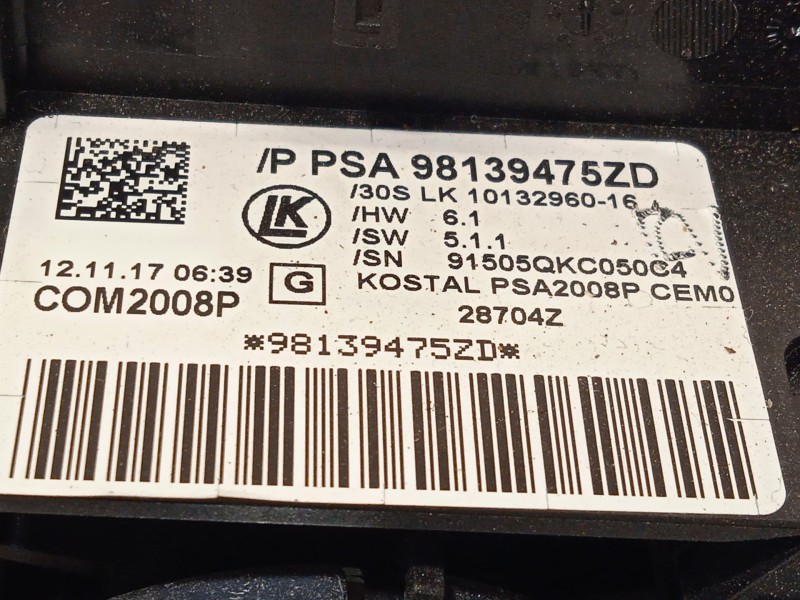 /P PSA 98139475ZD
/30S LK 10132960-16
LK
/HW 6.1
/SW 5.1.1
/SN 91505QKC050C4
12.11.17 06:39 G KOSTAL PSA2008P CEM0
COM2008P 28704Z
*98139475ZD*